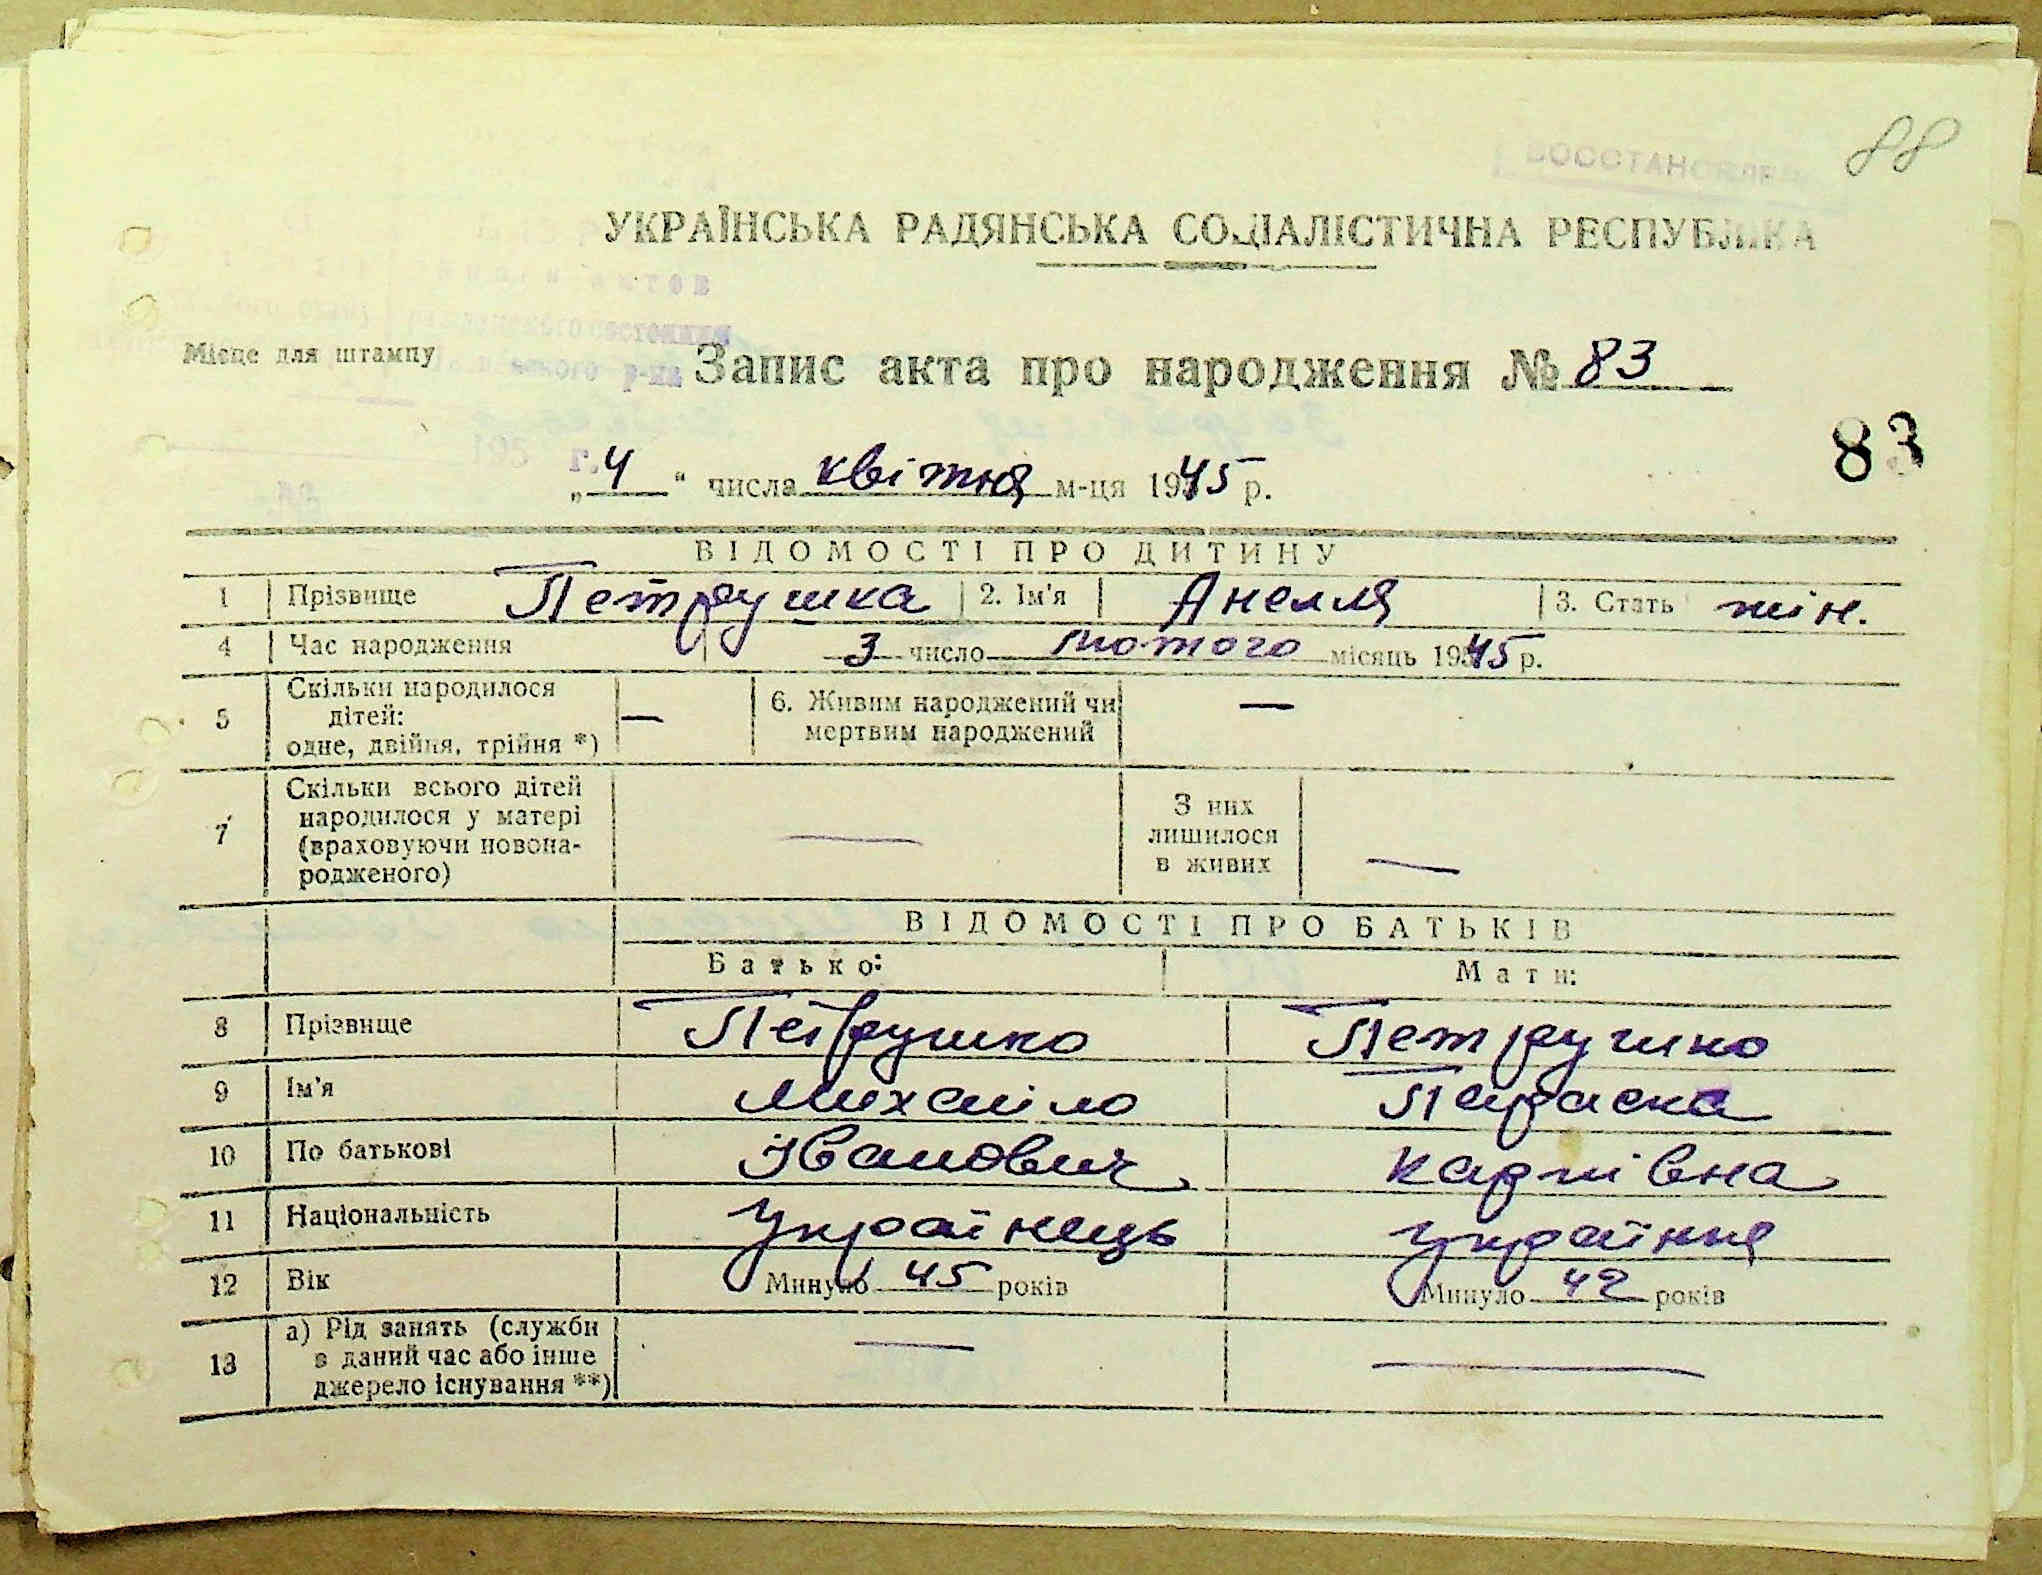 88
УКРАЇНСЬКА РАДЯНСЬКА СОЦІАЛІСТИЧНА РЕСПУБЛІКА
Місце для штампу
Запис акта про народження № 83
83
„4“ числа квітня м-ця 1945 р.
ВІДОМОСТІ ПРО ДИТИНУ
1 Прізвище Петрушка 2. Ім'я Анелля 3. Стать жін.
4 Час народження 3 число лютого місяць 1945 р.
5 Скільки народилося дітей: одне, двійня, трійня *) — 6. Живим народжений чи мертвим народжений —
7 Скільки всього дітей народилося у матері (враховуючи новонародженого) — З них лишилося в живих —
ВІДОМОСТІ ПРО БАТЬКІВ
Батько: Мати:
8 Прізвище Петрушко Петрушко
9 Ім'я Михайло Параска
10 По батькові Іванович Карпівна
11 Національність Українець Українка
12 Вік Минуло 45 років Минуло 42 років
13 а) Рід занять (служби в даний час або інше джерело існування **) — —